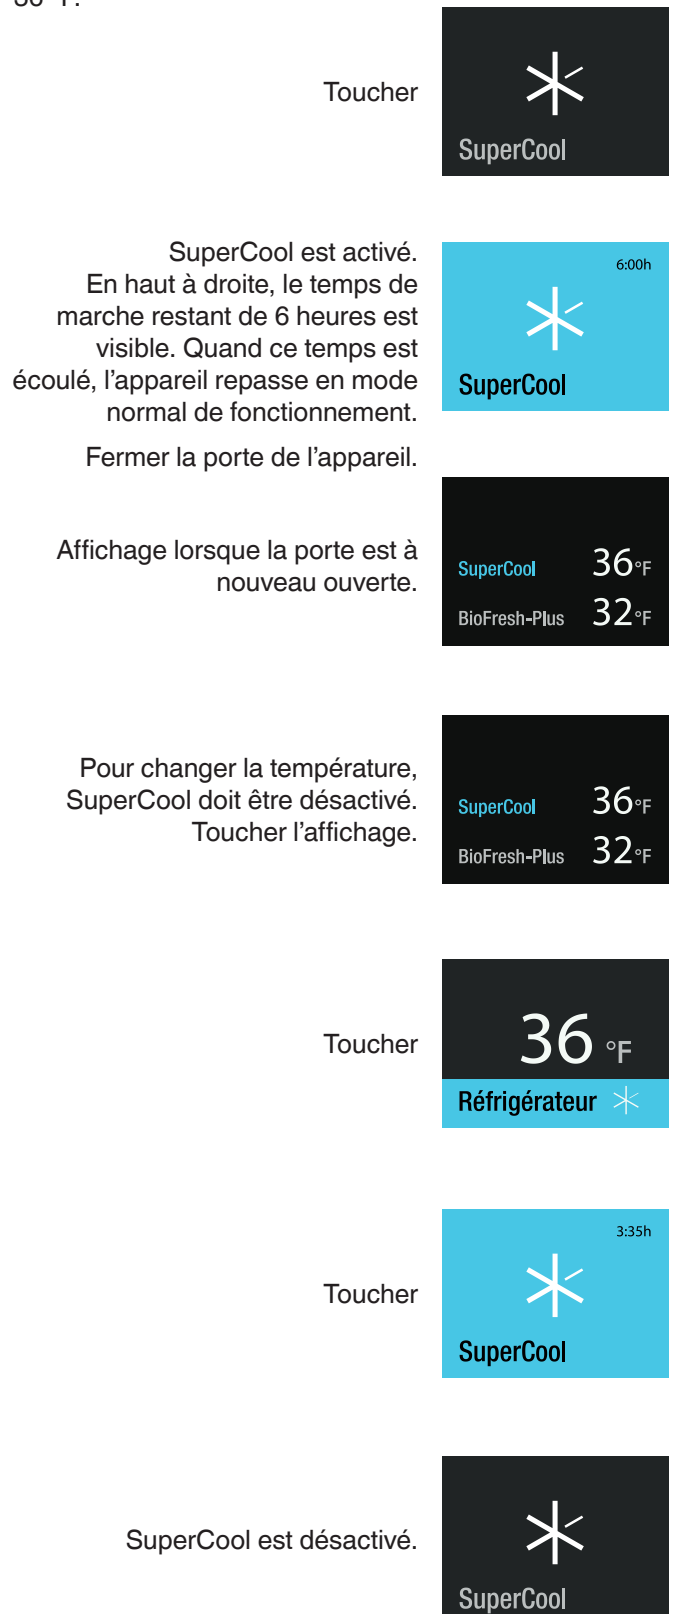 Toucher
SuperCool
SuperCool est activé.
En haut à droite, le temps de
marche restant de 6 heures est
visible. Quand ce temps est
écoulé, l'appareil repasse en mode
normal de fonctionnement.
6:00h
SuperCool
Fermer la porte de l'appareil.
Affichage lorsque la porte est à
nouveau ouverte.
SuperCool 36°F
BioFresh-Plus 32°F
Pour changer la température,
SuperCool doit être désactivé.
Toucher l'affichage.
SuperCool 36°F
BioFresh-Plus 32°F
Toucher
36 °F
Réfrigérateur
Toucher
3:35h
SuperCool
SuperCool est désactivé.
SuperCool